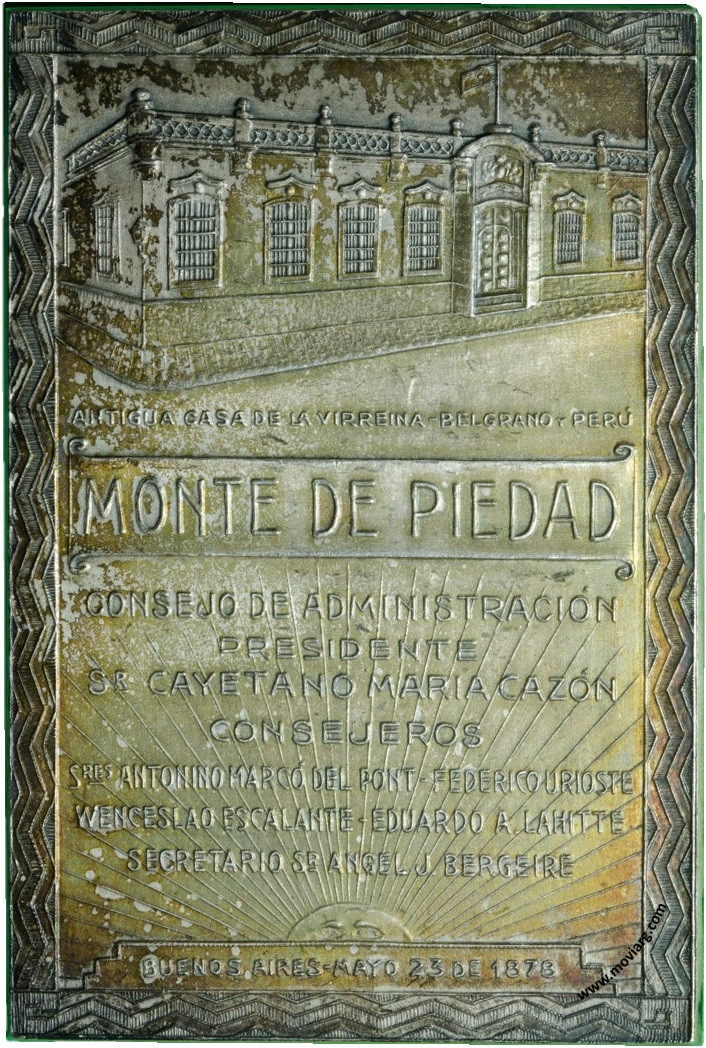 ANTIGUA CASA DE LA VIRREINA-BELGRANO Y PERÚ
MONTE DE PIEDAD
CONSEJO DE ADMINISTRACIÓN
PRESIDENTE
SR. CAYETANO MARIA CAZÓN
CONSEJEROS
SRES ANTONINO MARCÓ DEL PONT-FEDERICO URIOSTE
WENCESLAO ESCALANTE-EDUARDO A. LAHITTE
SECRETARIO SR. ANGEL J. BERGEIRE
BUENOS AIRES-MAYO 23 DE 1878
www.moviarg.com